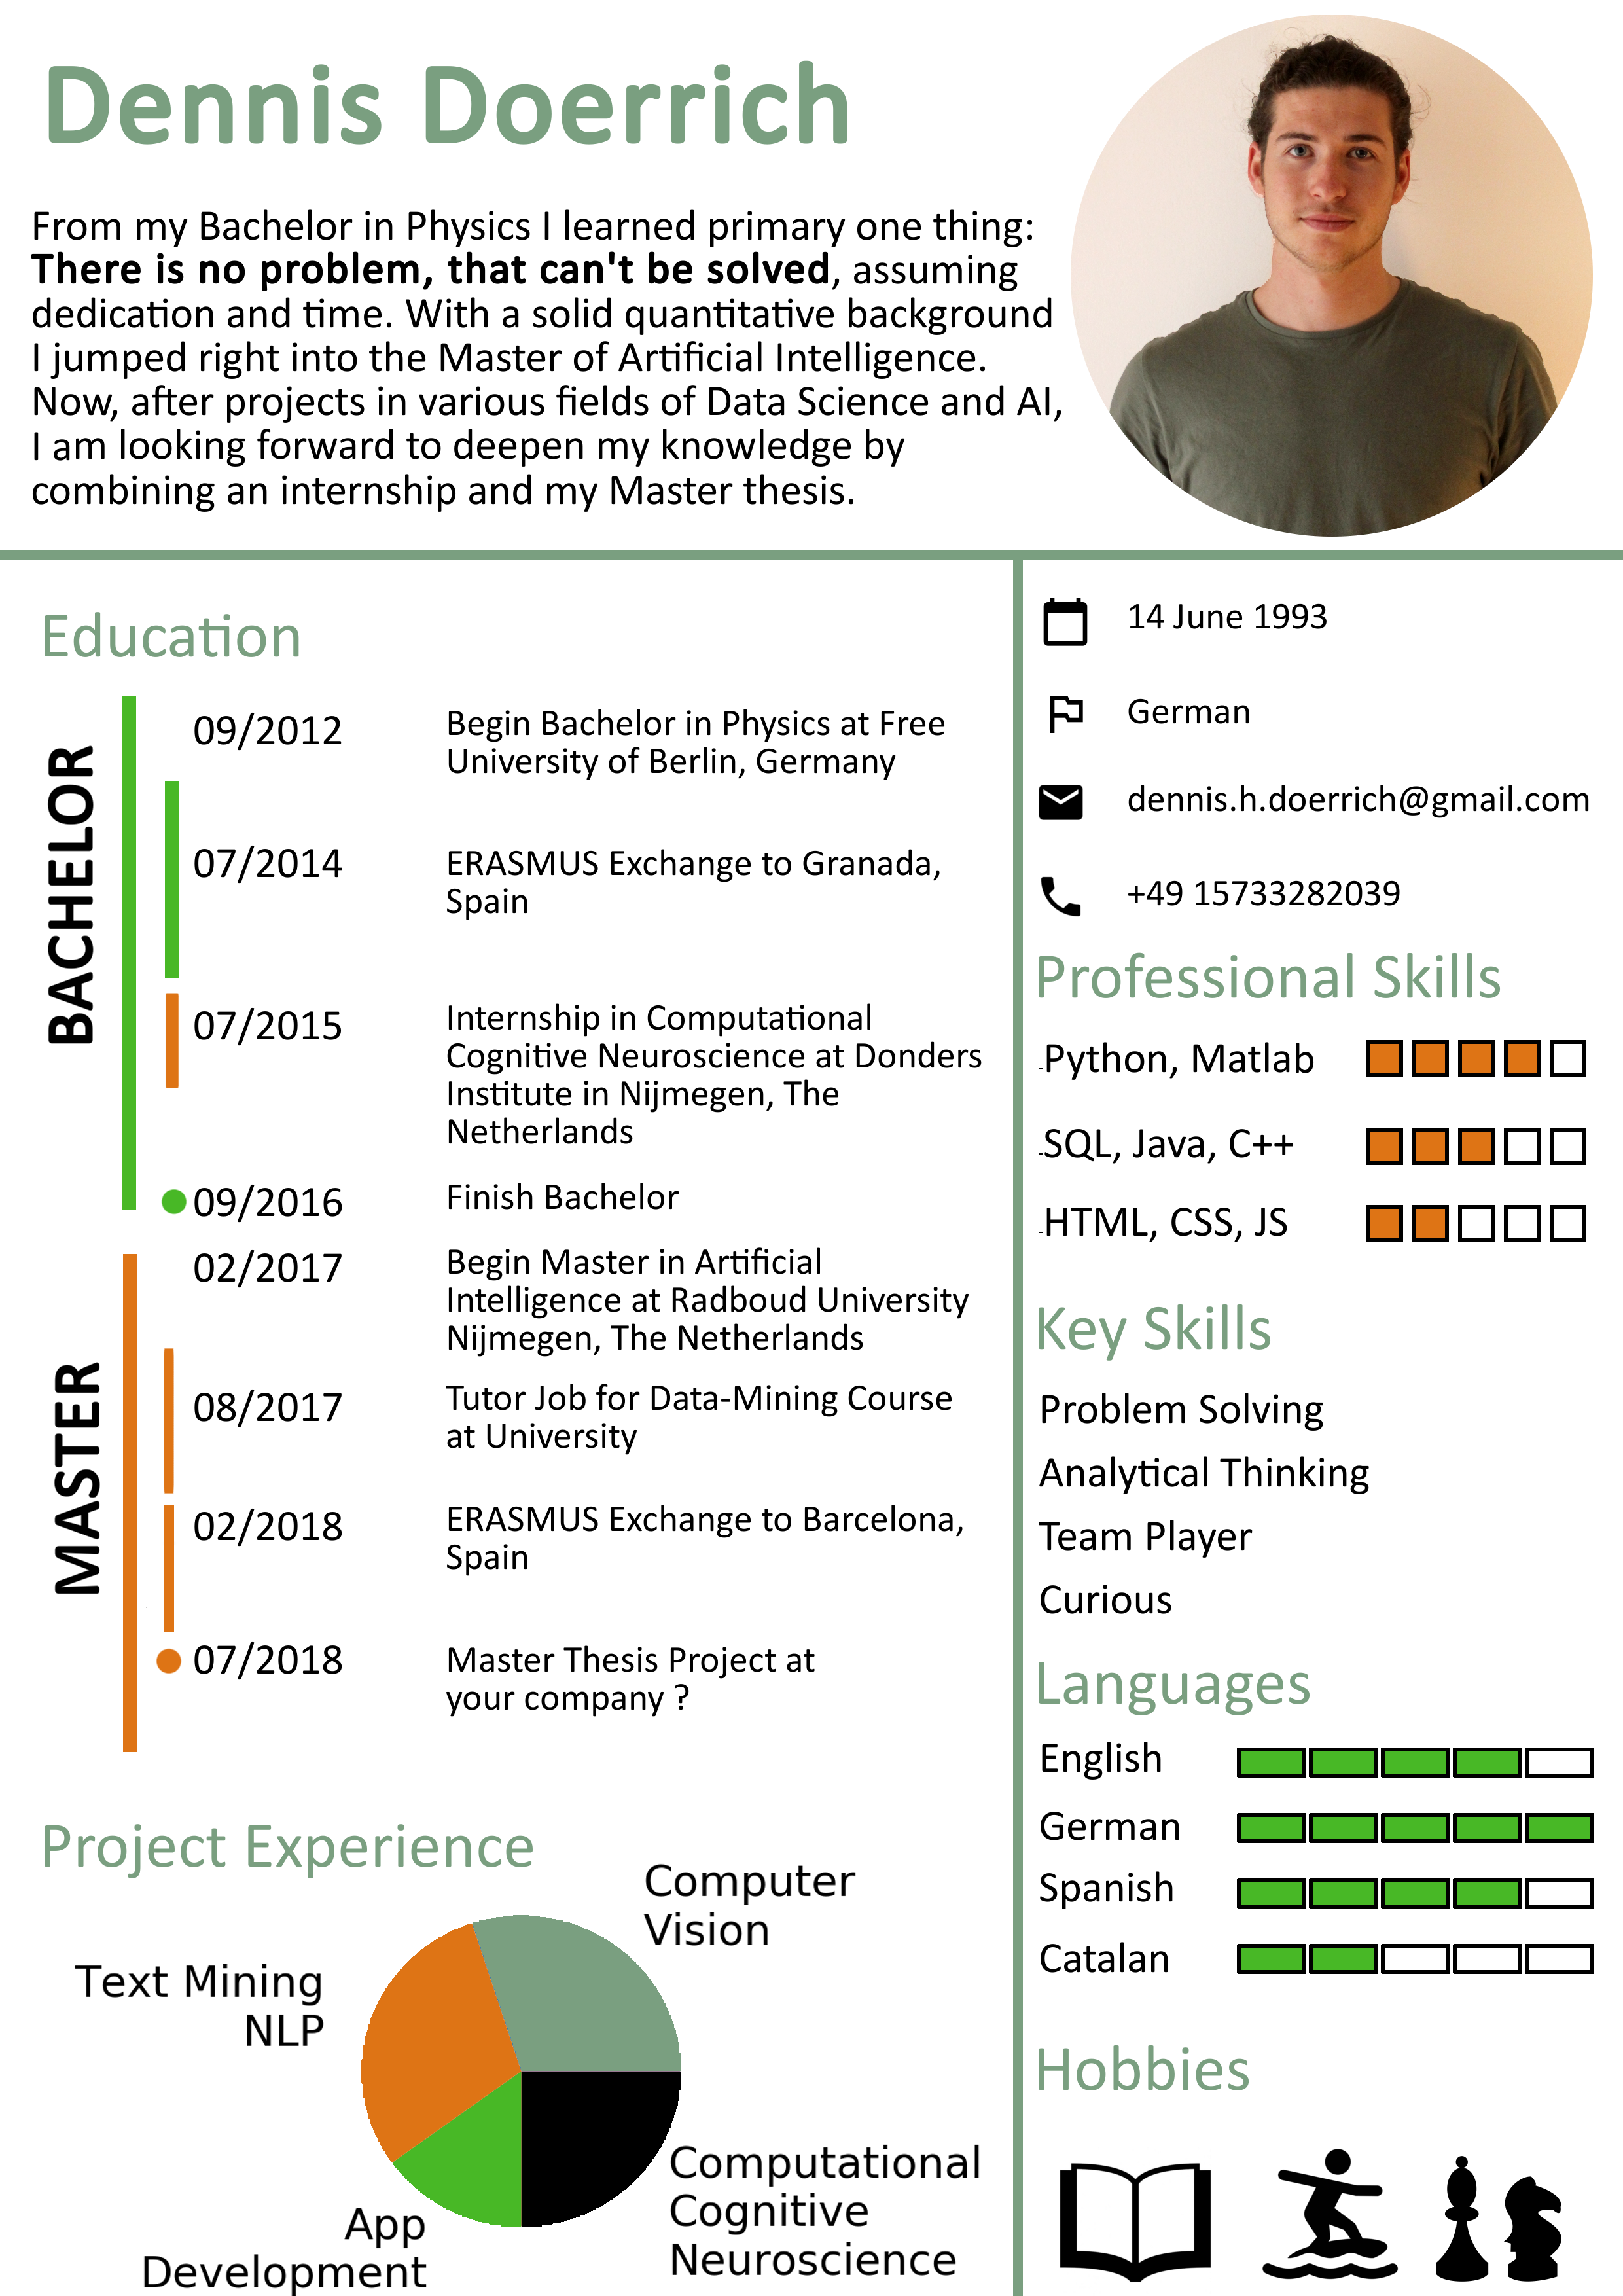 Dennis Doerrich
From my Bachelor in Physics I learned primary one thing:
There is no problem, that can't be solved, assuming
dedication and time. With a solid quantitative background
I jumped right into the Master of Artificial Intelligence.
Now, after projects in various fields of Data Science and AI,
I am looking forward to deepen my knowledge by
combining an internship and my Master thesis.
Education
BACHELOR
09/2012
Begin Bachelor in Physics at Free
University of Berlin, Germany
07/2014
ERASMUS Exchange to Granada,
Spain
07/2015
Internship in Computational
Cognitive Neuroscience at Donders
Institute in Nijmegen, The
Netherlands
09/2016
Finish Bachelor
MASTER
02/2017
Begin Master in Artificial
Intelligence at Radboud University
Nijmegen, The Netherlands
08/2017
Tutor Job for Data-Mining Course
at University
02/2018
ERASMUS Exchange to Barcelona,
Spain
07/2018
Master Thesis Project at
your company ?
Project Experience
Computer
Vision
Text Mining
NLP
App
Development
Computational
Cognitive
Neuroscience
14 June 1993
German
dennis.h.doerrich@gmail.com
+49 15733282039
Professional Skills
Python, Matlab
SQL, Java, C++
HTML, CSS, JS
Key Skills
Problem Solving
Analytical Thinking
Team Player
Curious
Languages
English
German
Spanish
Catalan
Hobbies